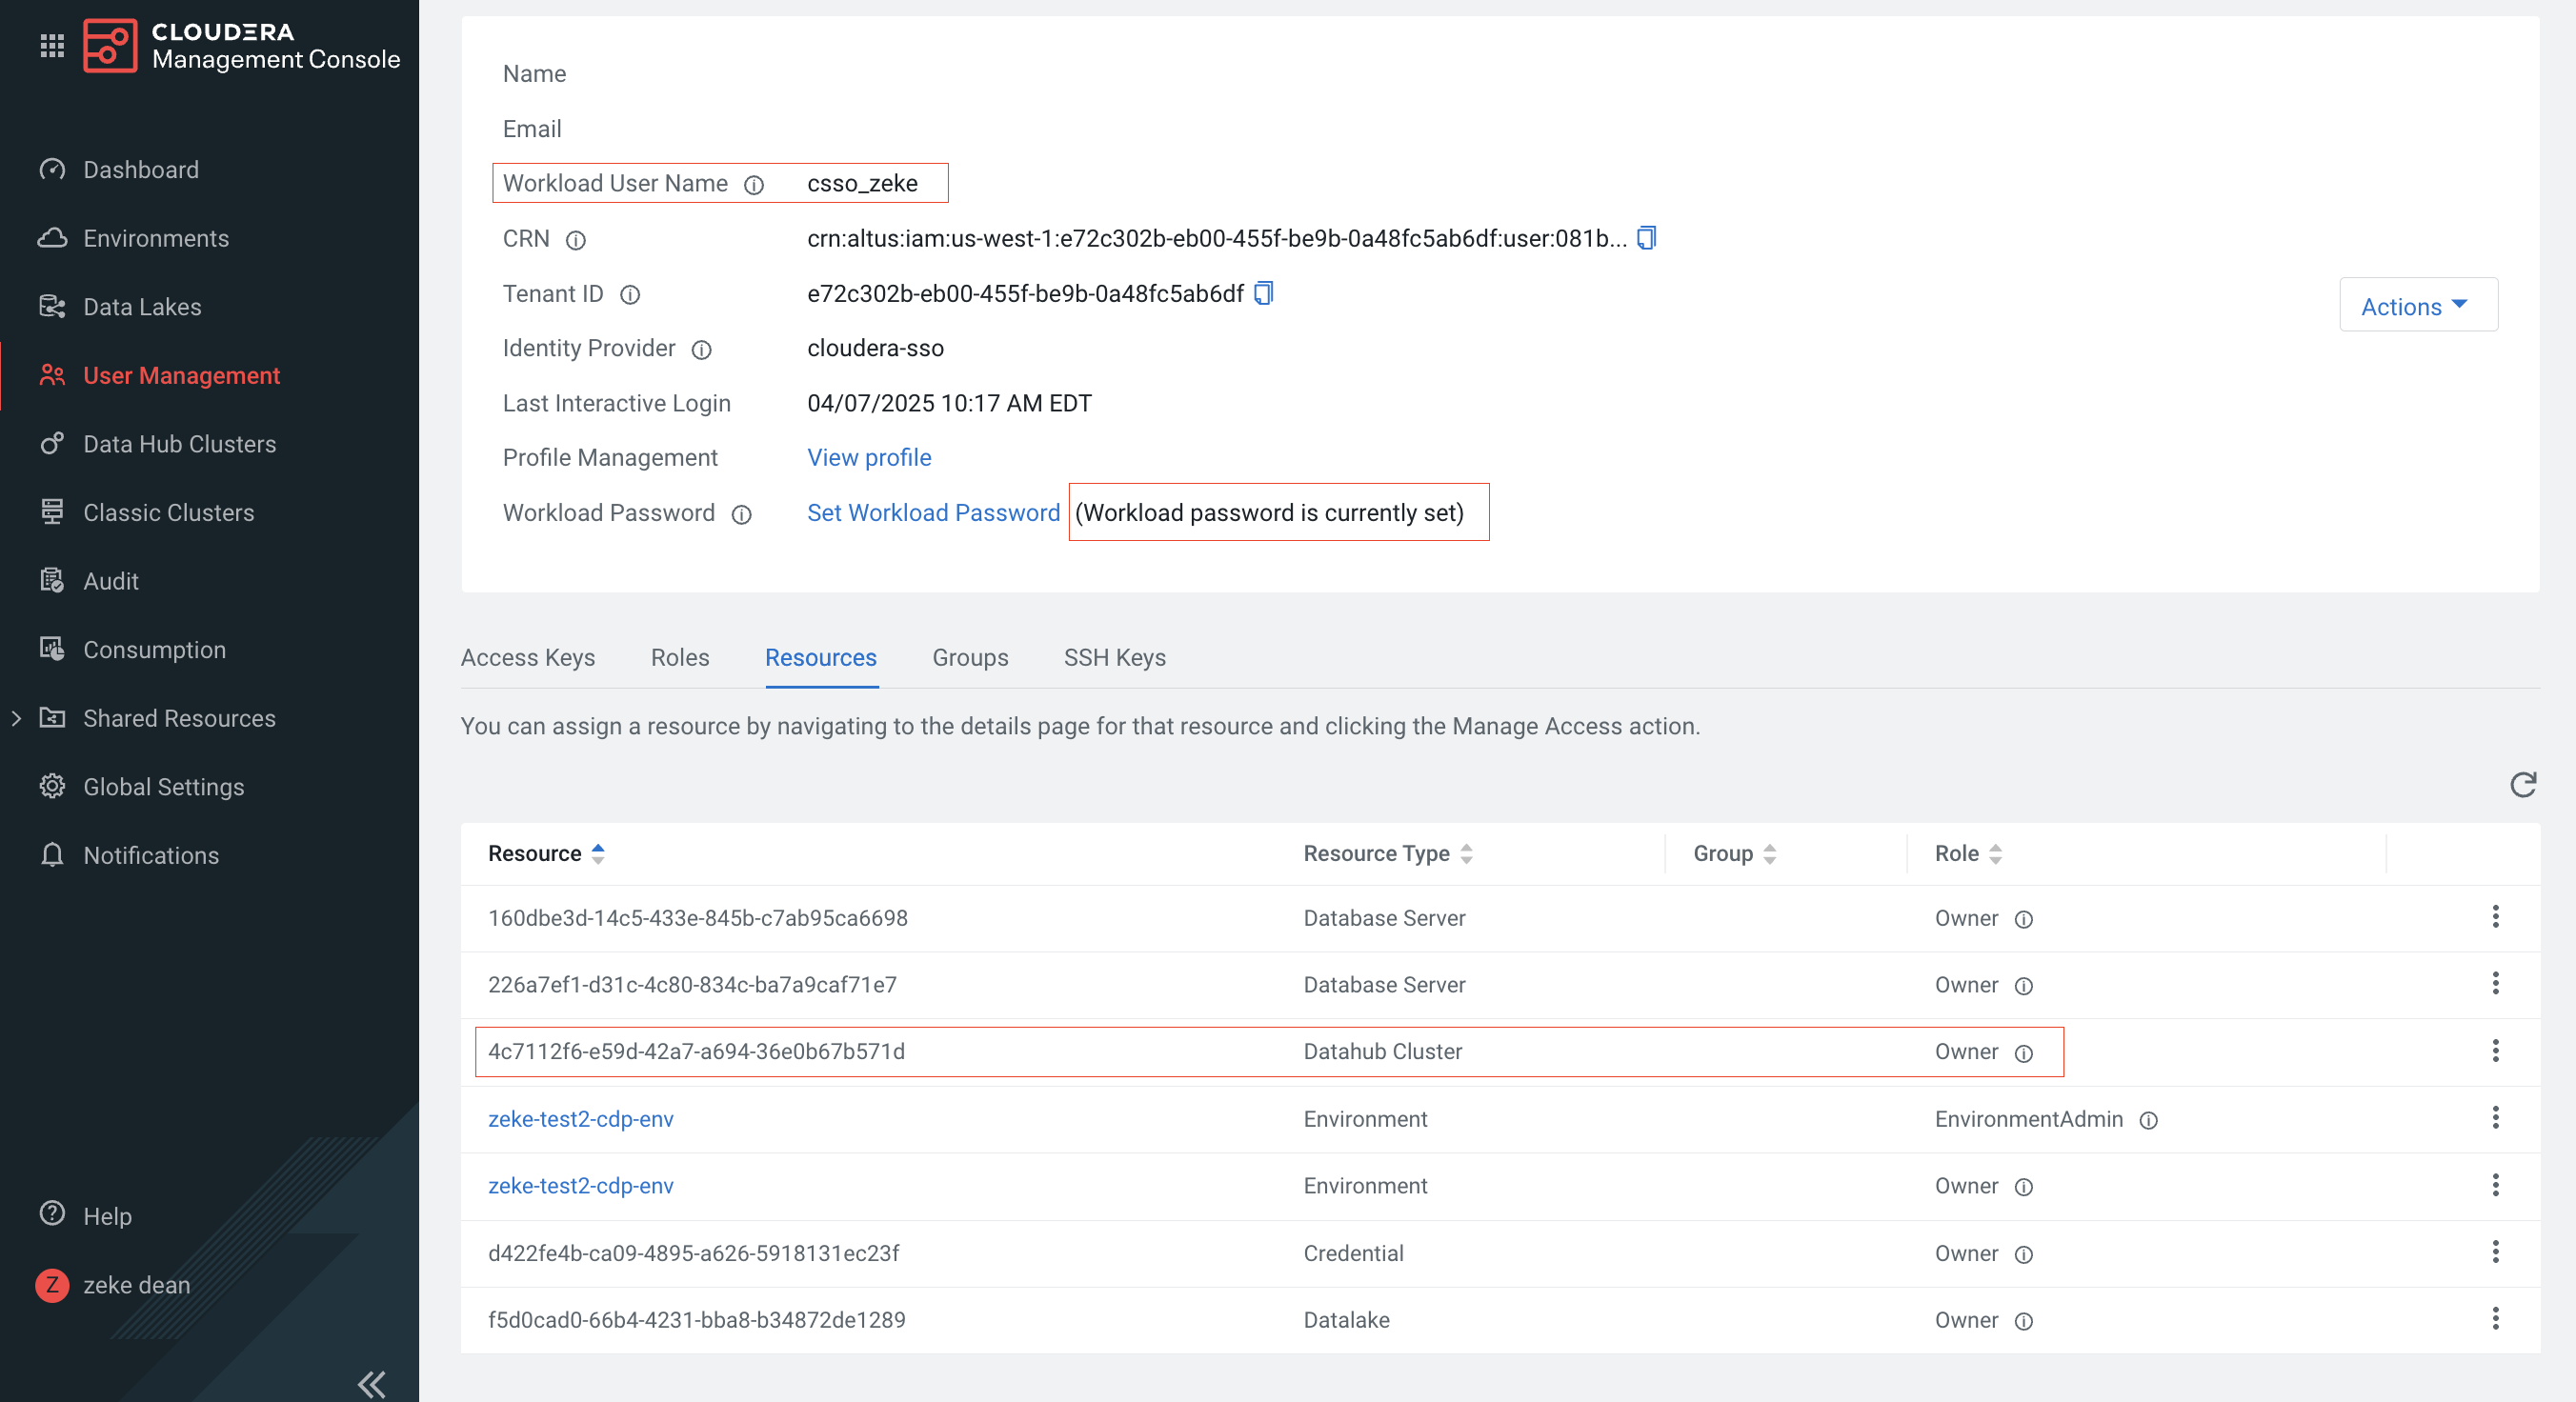 CLOUDERA
Management Console
Dashboard
Environments
Data Lakes
User Management
Data Hub Clusters
Classic Clusters
Audit
Consumption
Shared Resources
Global Settings
Notifications
Help
Z zeke dean
Name
Email
Workload User Name csso_zeke
CRN crn:altus:iam:us-west-1:e72c302b-eb00-455f-be9b-0a48fc5ab6df:user:081b...
Tenant ID e72c302b-eb00-455f-be9b-0a48fc5ab6df
Identity Provider cloudera-sso
Last Interactive Login 04/07/2025 10:17 AM EDT
Profile Management View profile
Workload Password Set Workload Password (Workload password is currently set)
Actions
Access Keys Roles Resources Groups SSH Keys
You can assign a resource by navigating to the details page for that resource and clicking the Manage Access action.
Resource Resource Type Group Role
160dbe3d-14c5-433e-845b-c7ab95ca6698 Database Server Owner
226a7ef1-d31c-4c80-834c-ba7a9caf71e7 Database Server Owner
4c7112f6-e59d-42a7-a694-36e0b67b571d Datahub Cluster Owner
zeke-test2-cdp-env Environment EnvironmentAdmin
zeke-test2-cdp-env Environment Owner
d422fe4b-ca09-4895-a626-5918131ec23f Credential Owner
f5d0cad0-66b4-4231-bba8-b34872de1289 Datalake Owner